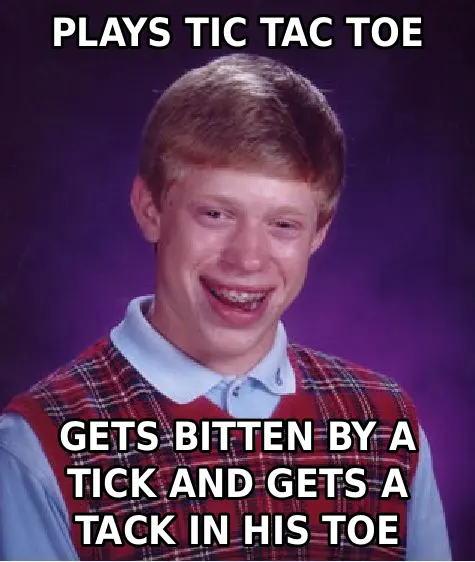 PLAYS TIC TAC TOE
GETS BITTEN BY A
TICK AND GETS A
TACK IN HIS TOE